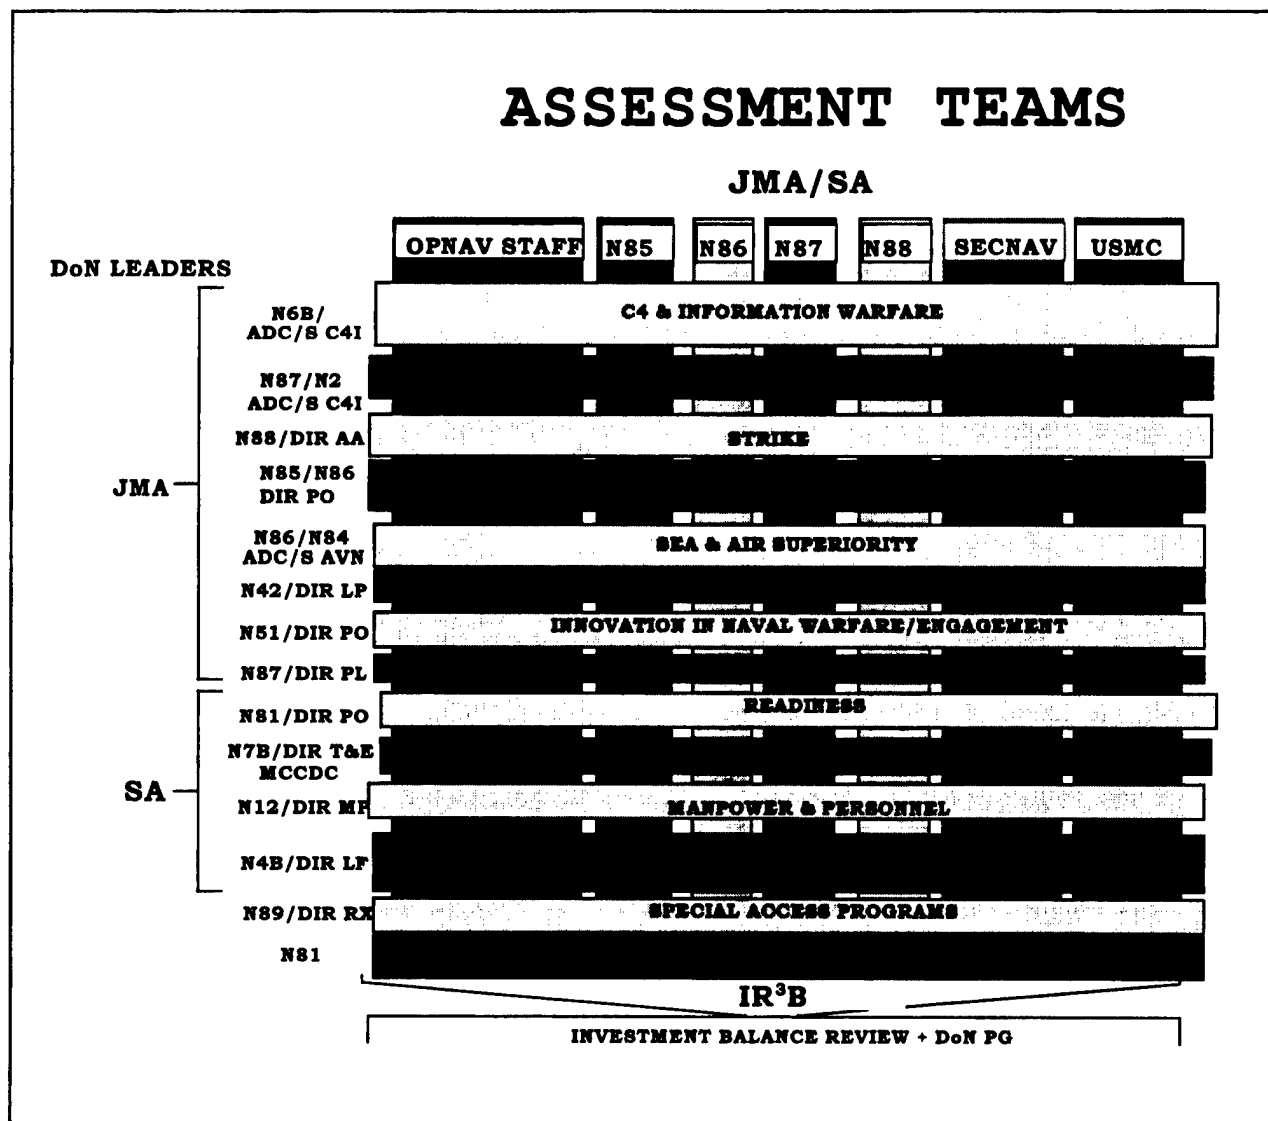 ASSESSMENT TEAMS
JMA/SA
OPNAV STAFF N85 N86 N87 N88 SECNAV USMC
DoN LEADERS
N6B/
ADC/S C4I
C4 & INFORMATION WARFARE
N87/N2
ADC/S C4I
N88/DIR AA
STRIKE
JMA
N85/N86
DIR PO
N86/N84
ADC/S AVN
SEA & AIR SUPERIORITY
N42/DIR LP
N51/DIR PO
INNOVATION IN NAVAL WARFARE/ENGAGEMENT
N87/DIR PL
N81/DIR PO
READINESS
SA
N7B/DIR T&E
MCCDC
N12/DIR MP
MANPOWER & PERSONNEL
N4B/DIR LF
N89/DIR RX
SPECIAL ACCESS PROGRAMS
N81
IR³B
INVESTMENT BALANCE REVIEW + DoN PG